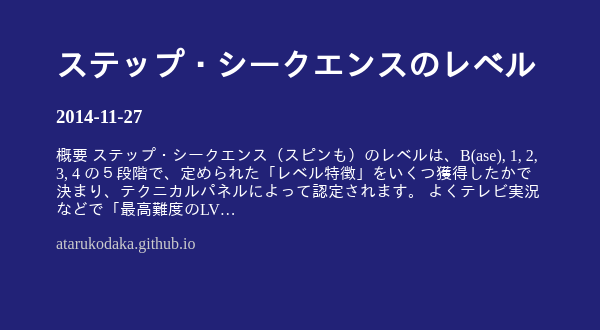 ステップ・シークエンスのレベル
2014-11-27
概要 ステップ・シークエンス（スピンも）のレベルは、B(ase), 1, 2,
3, 4 の５段階で、定められた「レベル特徴」をいくつ獲得したかで
決まり、テクニカルパネルによって認定されます。 よくテレビ実況
などで「最高難度のLV…
atarukodaka.github.io